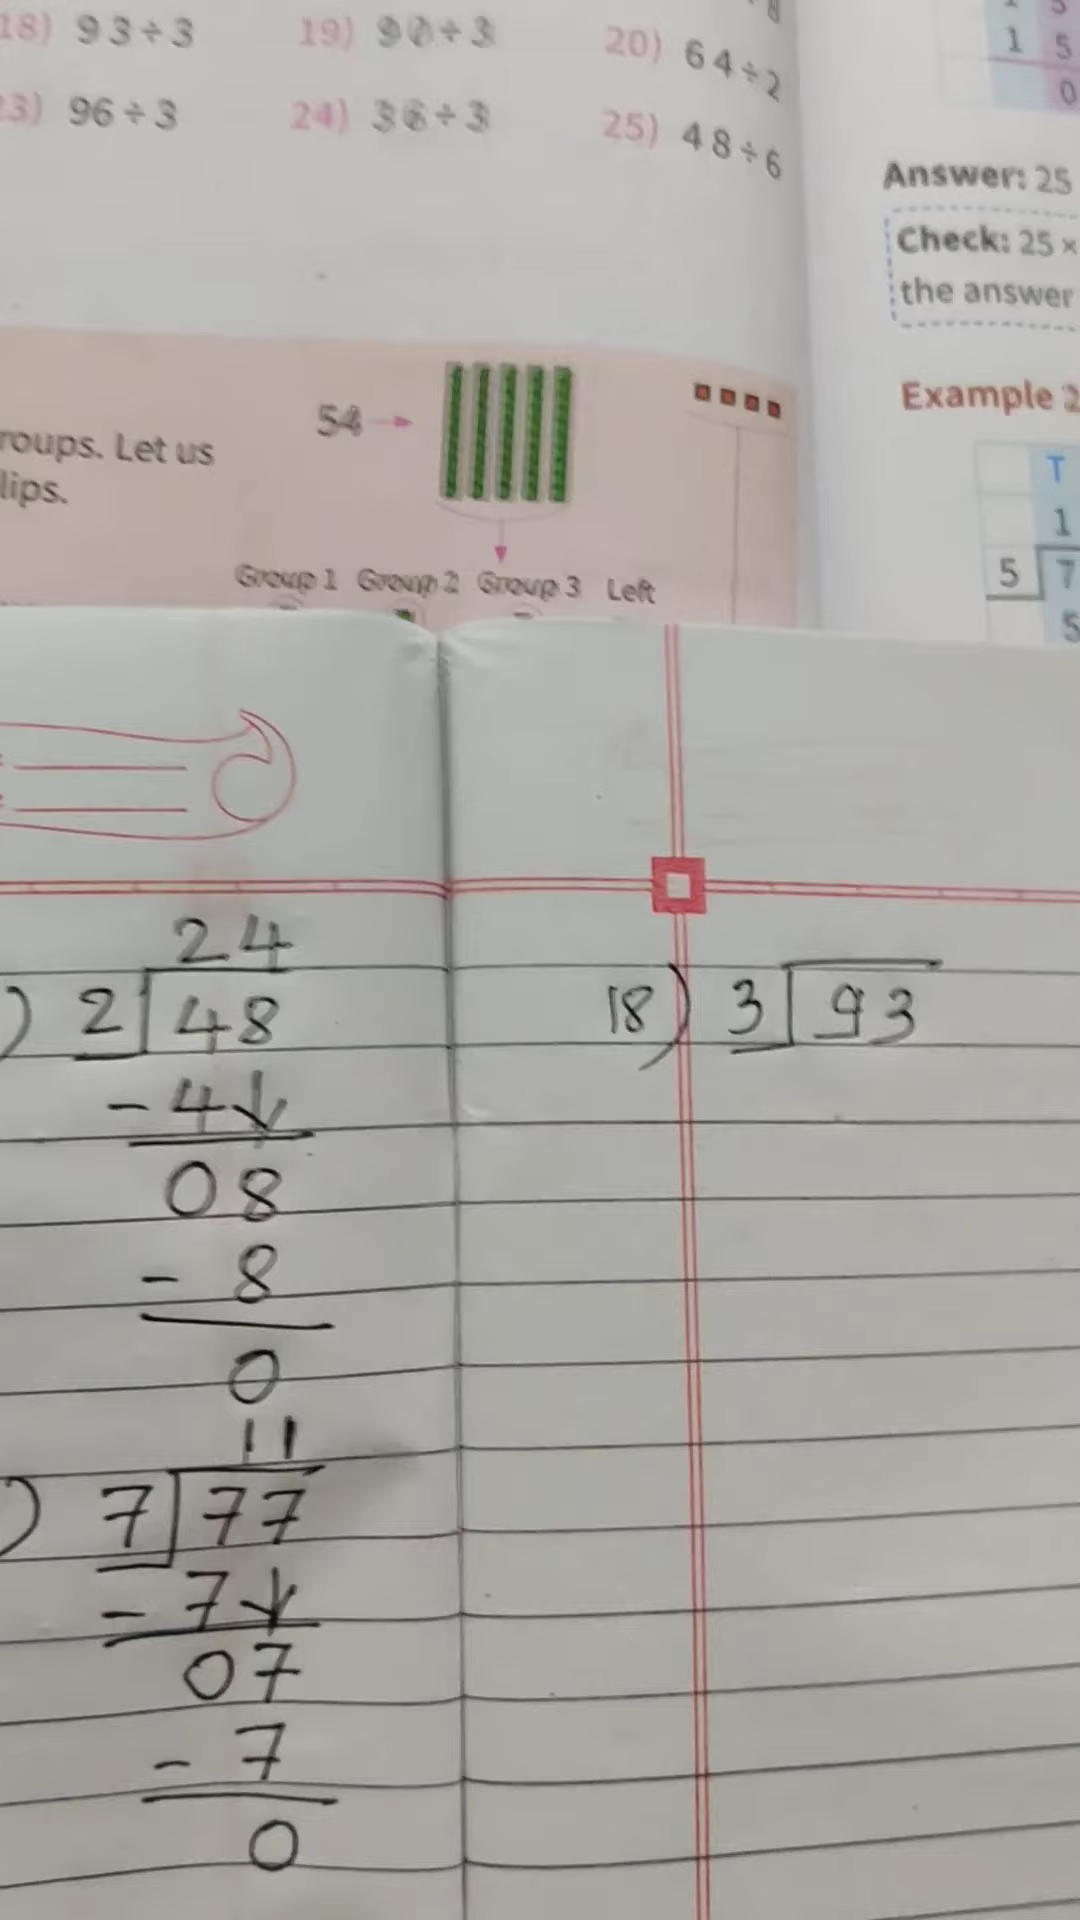 18) 93÷3 19) 90÷3 20) 64÷2
23) 96÷3 24) 36÷3 25) 48÷6
54
roups. Let us
lips.
Group 1 Group 2 Group 3 Left
1 5
0
Answer: 25
Check: 25 ×
the answer
Example 2
T
1
5 7
5
24
) 2 48
- 4 ↓
08
- 8
0
11
) 7 77
- 7 ↓
07
- 7
0
18) 3 93